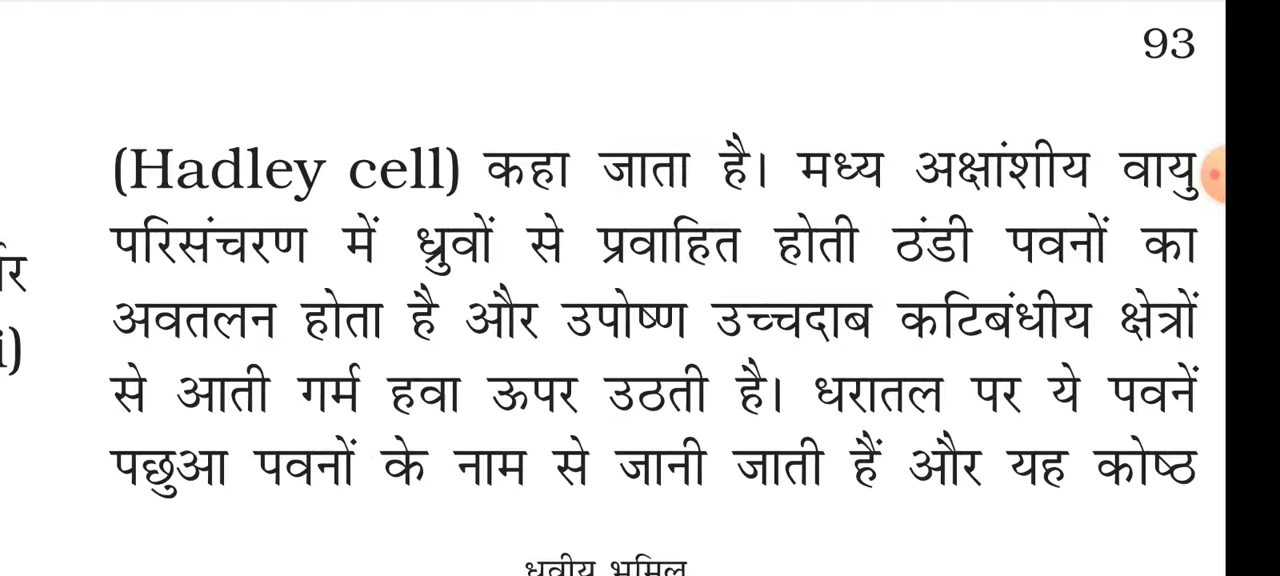 93
(Hadley cell) कहा जाता है। मध्य अक्षांशीय वायु
परिसंचरण में ध्रुवों से प्रवाहित होती ठंडी पवनों का
अवतलन होता है और उपोष्ण उच्चदाब कटिबंधीय क्षेत्रों
से आती गर्म हवा ऊपर उठती है। धरातल पर ये पवनें
पछुआ पवनों के नाम से जानी जाती हैं और यह कोष्ठ